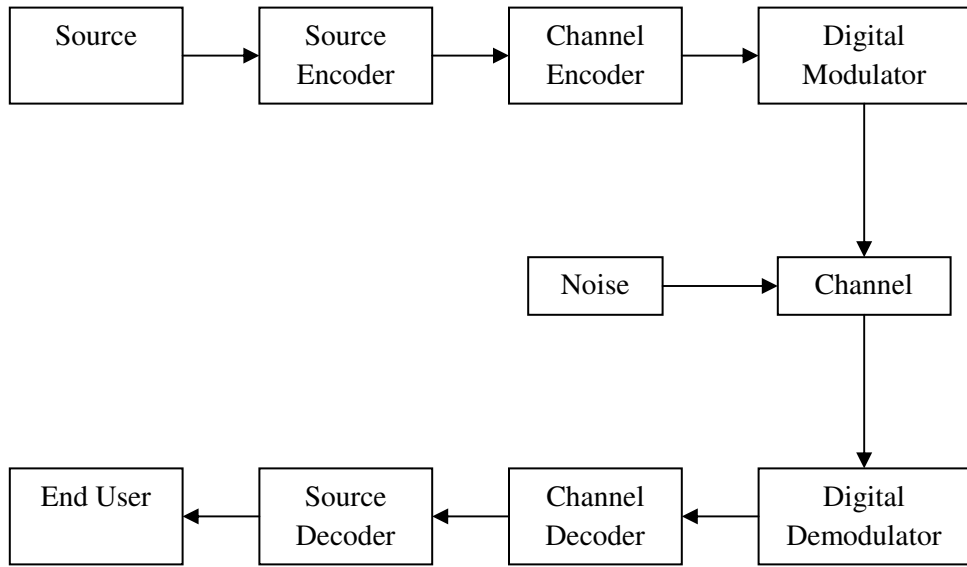 Source
Source
Encoder
Channel
Encoder
Digital
Modulator
Noise
Channel
End User
Source
Decoder
Channel
Decoder
Digital
Demodulator